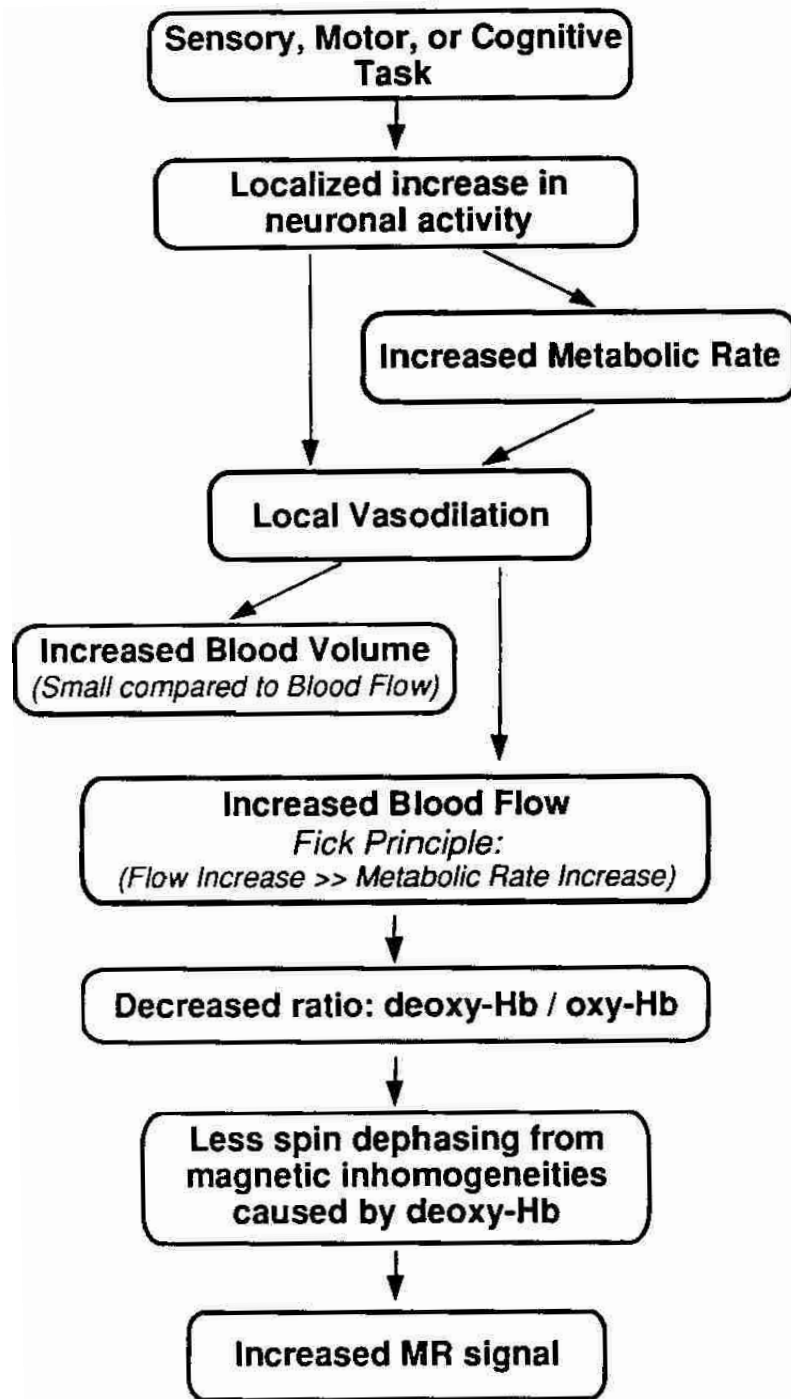 Sensory, Motor, or Cognitive
Task
Localized increase in
neuronal activity
Increased Metabolic Rate
Local Vasodilation
Increased Blood Volume
(Small compared to Blood Flow)
Increased Blood Flow
Fick Principle:
(Flow Increase >> Metabolic Rate Increase)
Decreased ratio: deoxy-Hb / oxy-Hb
Less spin dephasing from
magnetic inhomogeneities
caused by deoxy-Hb
Increased MR signal